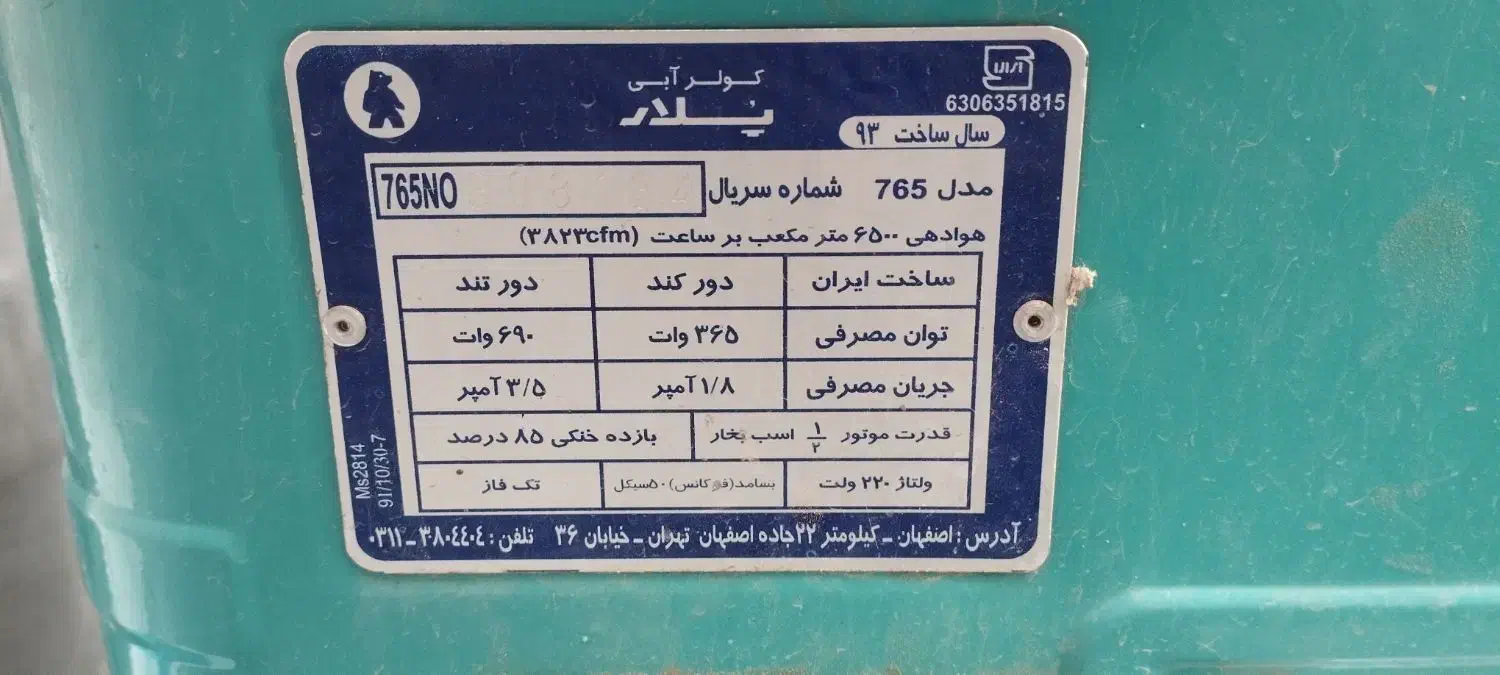 کولر آبی
پلار
6306351815
سال ساخت ۹۳
مدل 765 شماره سریال 765NO
هوادهی ۶۵۰۰ متر مکعب بر ساعت (۳۸۲۳cfm)
ساخت ایران دور کند دور تند
توان مصرفی ۳۶۵ وات ۶۹۰ وات
جریان مصرفی ۱/۸ آمپر ۳/۵ آمپر
قدرت موتور ۱/۲ اسب بخار بازده خنکی ۸۵ درصد
ولتاژ ۲۲۰ ولت بسامد(فرکانس) ۵۰سیکل تک فاز
آدرس : اصفهان ـ کیلومتر ۲۲جاده اصفهان تهران ـ خیابان ۳۶ تلفن : ۳۸۰۴۴۰۴ ـ ۰۳۱۱
Ms2814
91/10/30-7